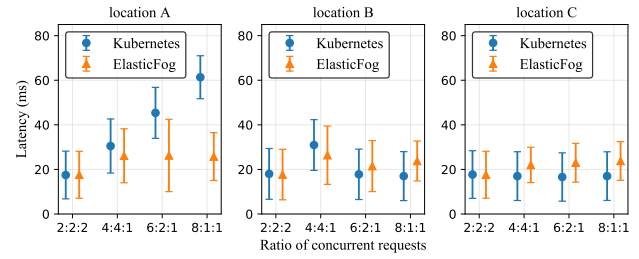 location A
location B
location C
Latency (ms)
80
60
40
20
0
Kubernetes
ElasticFog
2:2:2
4:4:1
6:2:1
8:1:1
80
60
40
20
0
Kubernetes
ElasticFog
2:2:2
4:4:1
6:2:1
8:1:1
80
60
40
20
0
Kubernetes
ElasticFog
2:2:2
4:4:1
6:2:1
8:1:1
Ratio of concurrent requests